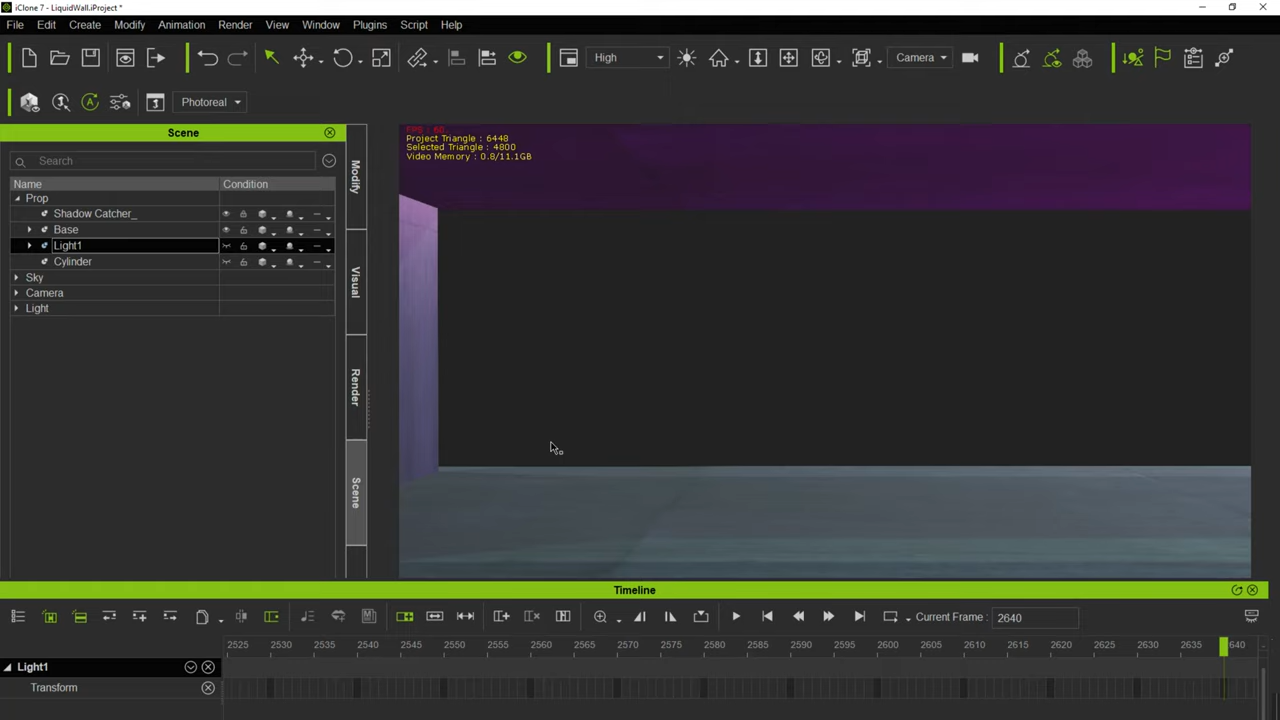 iClone 7 - LiquidWall.iProject *
File Edit Create Modify Animation Render View Window Plugins Script Help
High Camera
Photoreal
Scene
Search
Name Condition
Prop
Shadow Catcher_
Base
Light1
Cylinder
Sky
Camera
Light
Modify
Visual
Render
Scene
FPS : 60
Project Triangle : 6448
Selected Triangle : 4800
Video Memory : 0.8/11.1GB
Timeline
Current Frame : 2640
2525 2530 2535 2540 2545 2550 2555 2560 2565 2570 2575 2580 2585 2590 2595 2600 2605 2610 2615 2620 2625 2630 2635 2640
Light1
Transform